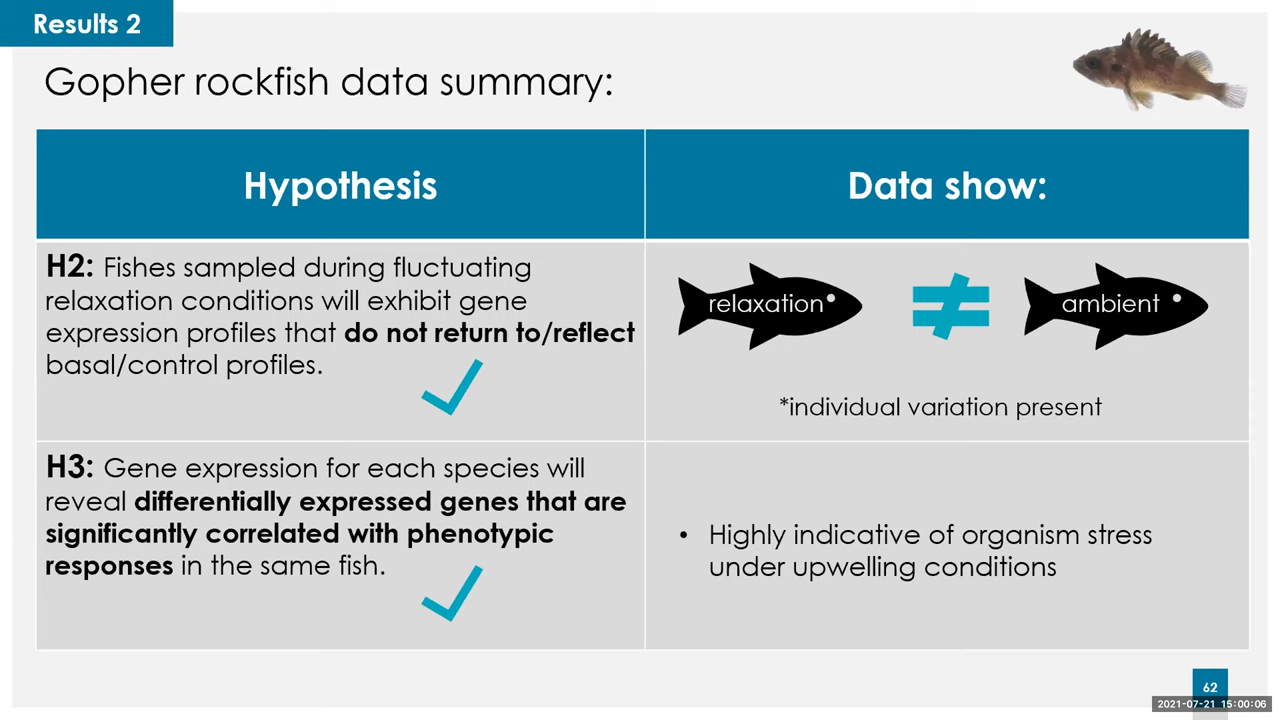 Results 2
Gopher rockfish data summary:
Hypothesis
Data show:
H2: Fishes sampled during fluctuating
relaxation conditions will exhibit gene
expression profiles that do not return to/reflect
basal/control profiles.
relaxation
≠
ambient
*individual variation present
H3: Gene expression for each species will
reveal differentially expressed genes that are
significantly correlated with phenotypic
responses in the same fish.
• Highly indicative of organism stress
under upwelling conditions
62
2021-07-21 15:00:06